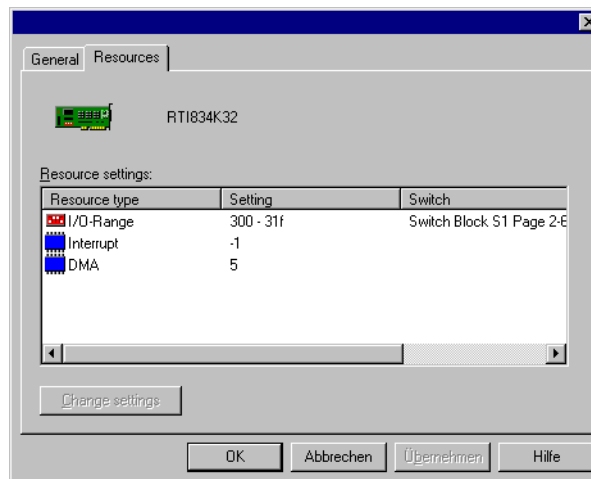 General Resources
RTI834K32
Resource settings:
Resource type Setting Switch
I/O-Range 300 - 31f Switch Block S1 Page 2-6
Interrupt -1
DMA 5
Change settings
OK Abbrechen Übernehmen Hilfe